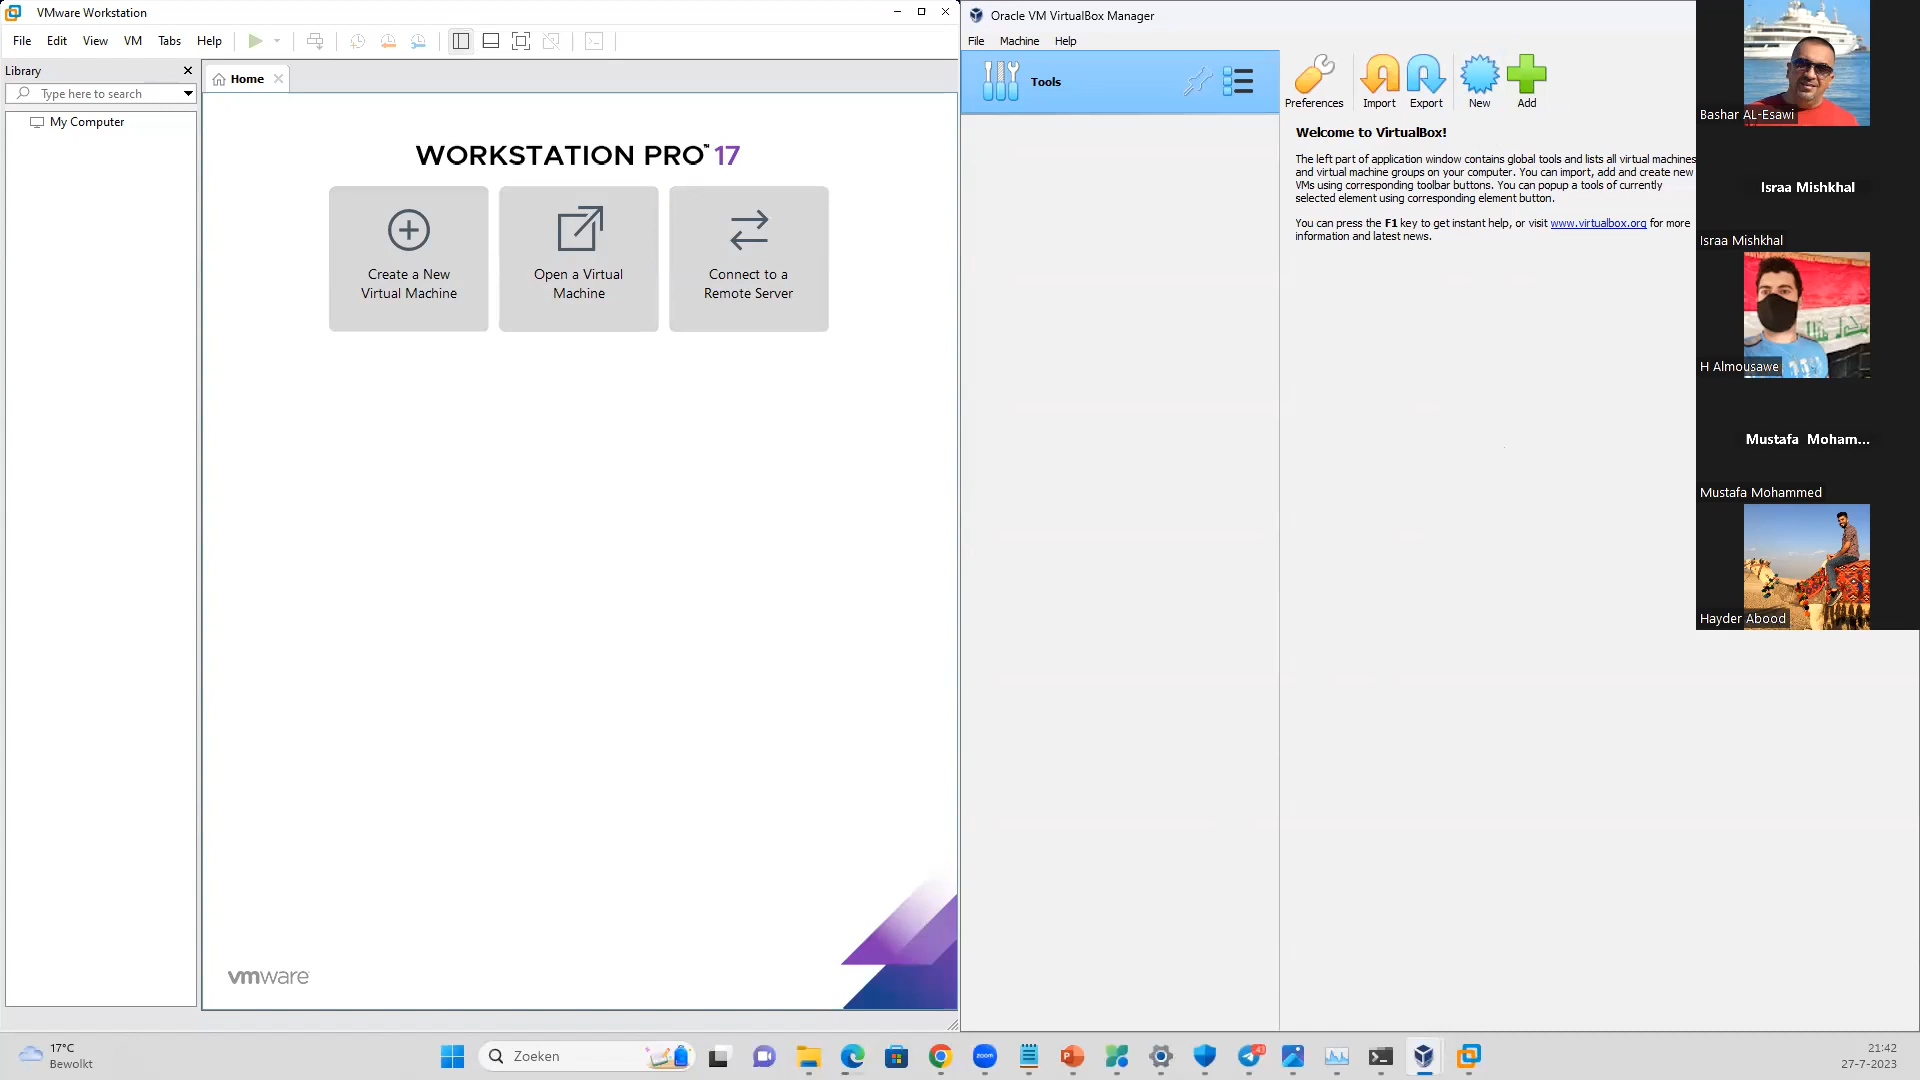 VMware Workstation
File Edit View VM Tabs Help
Library
Type here to search
My Computer
Home
WORKSTATION PRO™ 17
Create a New
Virtual Machine
Open a Virtual
Machine
Connect to a
Remote Server
vmware
Oracle VM VirtualBox Manager
File Machine Help
Tools
Preferences Import Export New Add
Welcome to VirtualBox!
The left part of application window contains global tools and lists all virtual machines
and virtual machine groups on your computer. You can import, add and create new
VMs using corresponding toolbar buttons. You can popup a tools of currently
selected element using corresponding element button.
You can press the F1 key to get instant help, or visit www.virtualbox.org for more
information and latest news.
Bashar AL-Esawi
Israa Mishkhal
Israa Mishkhal
H Almousawe
Mustafa Moham...
Mustafa Mohammed
Hayder Abood
17°C
Bewolkt
Zoeken
zoom
21:42
27-7-2023